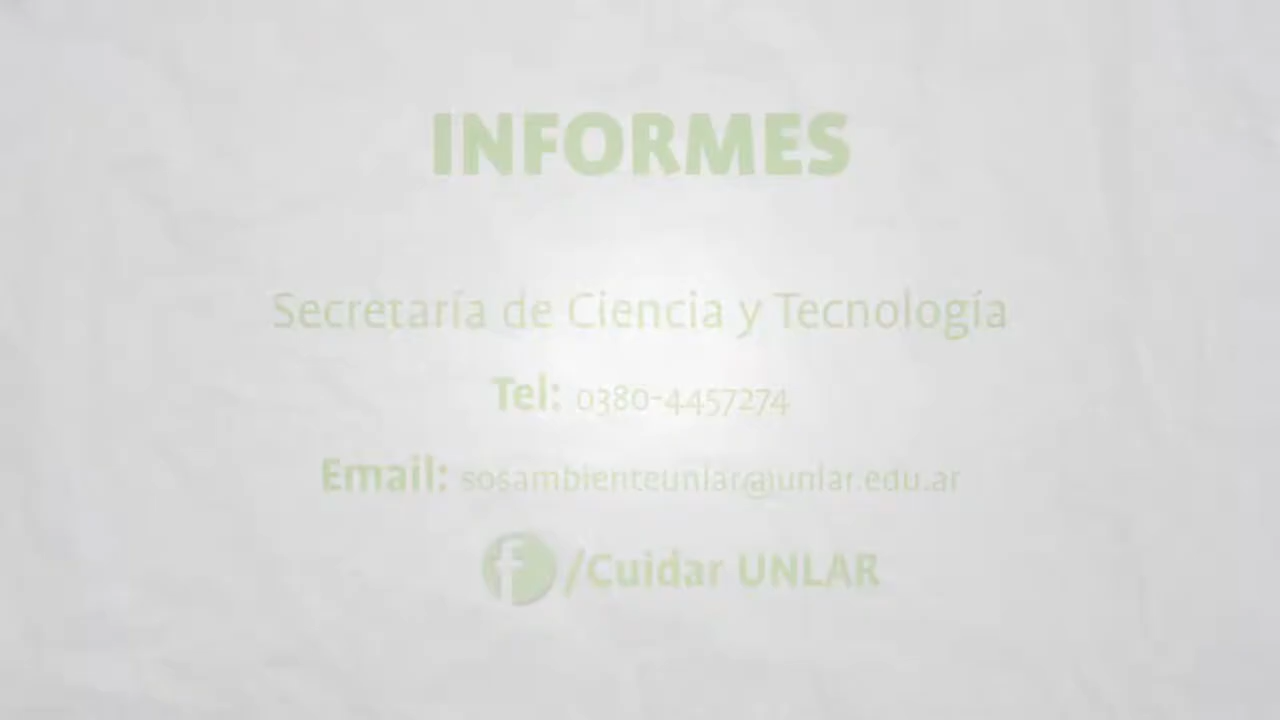 INFORMES
Secretaría de Ciencia y Tecnología
Tel: 0380-4457274
Email: sosambienteunlar@unlar.edu.ar
f /Cuidar UNLAR